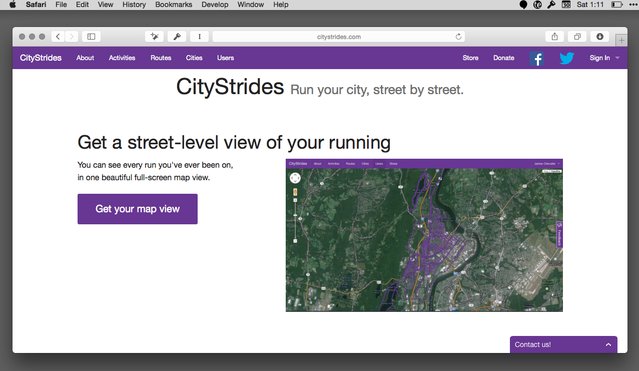 Safari File Edit View History Bookmarks Develop Window Help
Sat 1:11
citystrides.com
CityStrides About Activities Routes Cities Users Store Donate Sign In
CityStrides Run your city, street by street.
Get a street-level view of your running
You can see every run you've ever been on,
in one beautiful full-screen map view.
Get your map view
CityStrides About Activities Routes Cities Users Store
Contact us!